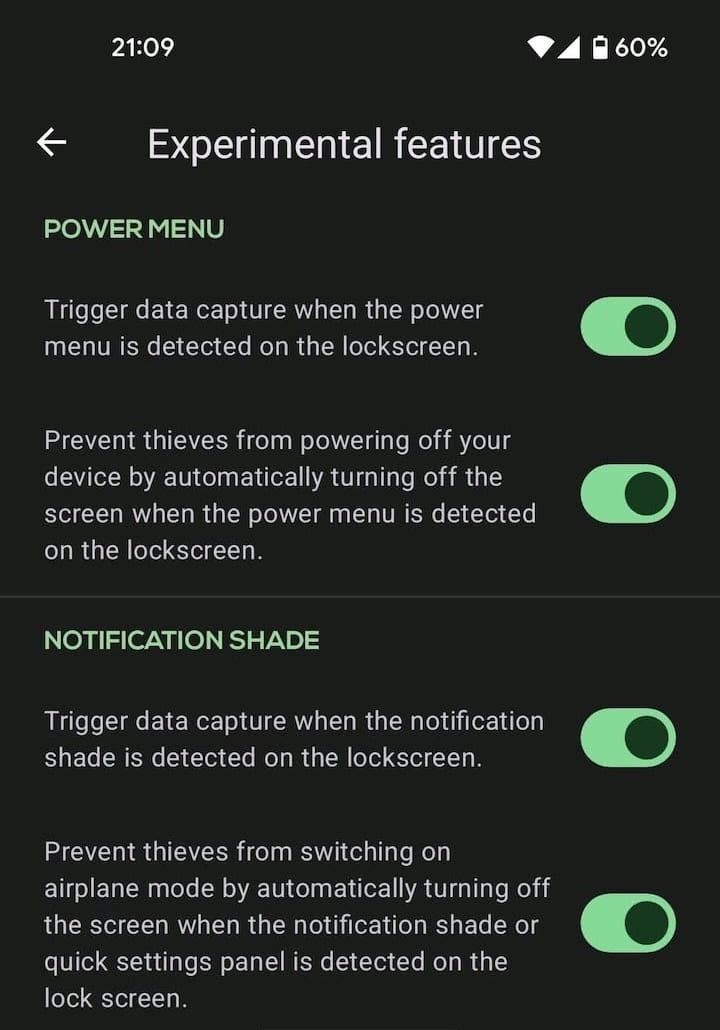 21:09
60%
Experimental features
POWER MENU
Trigger data capture when the power
menu is detected on the lockscreen.
Prevent thieves from powering off your
device by automatically turning off the
screen when the power menu is detected
on the lockscreen.
NOTIFICATION SHADE
Trigger data capture when the notification
shade is detected on the lockscreen.
Prevent thieves from switching on
airplane mode by automatically turning off
the screen when the notification shade or
quick settings panel is detected on the
lock screen.